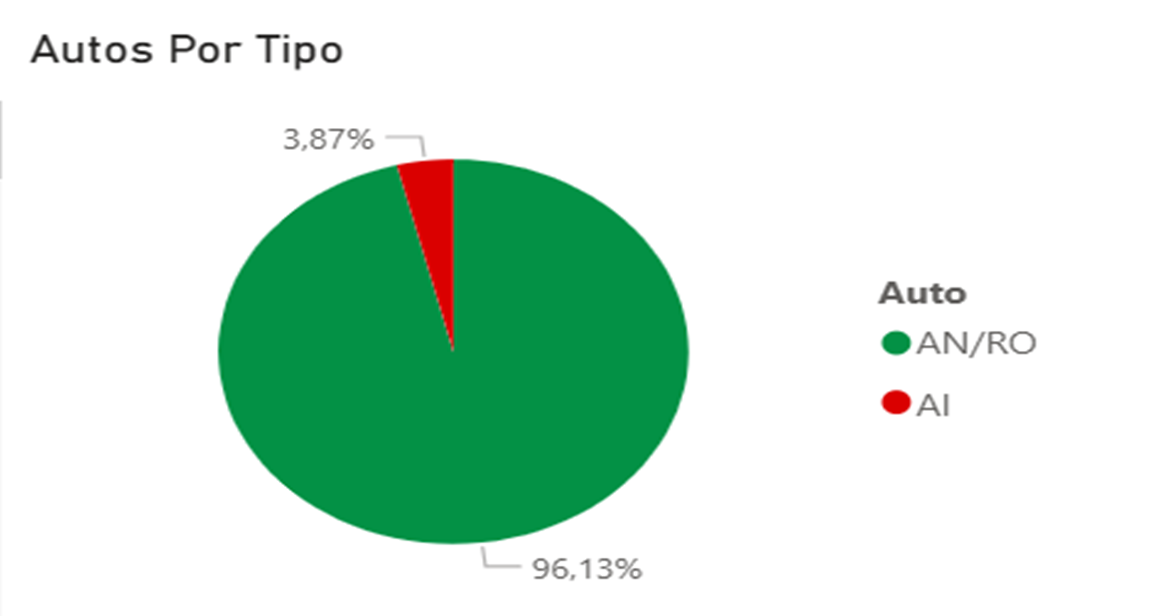 Autos Por Tipo
3,87%
Auto
AN/RO
AI
96,13%